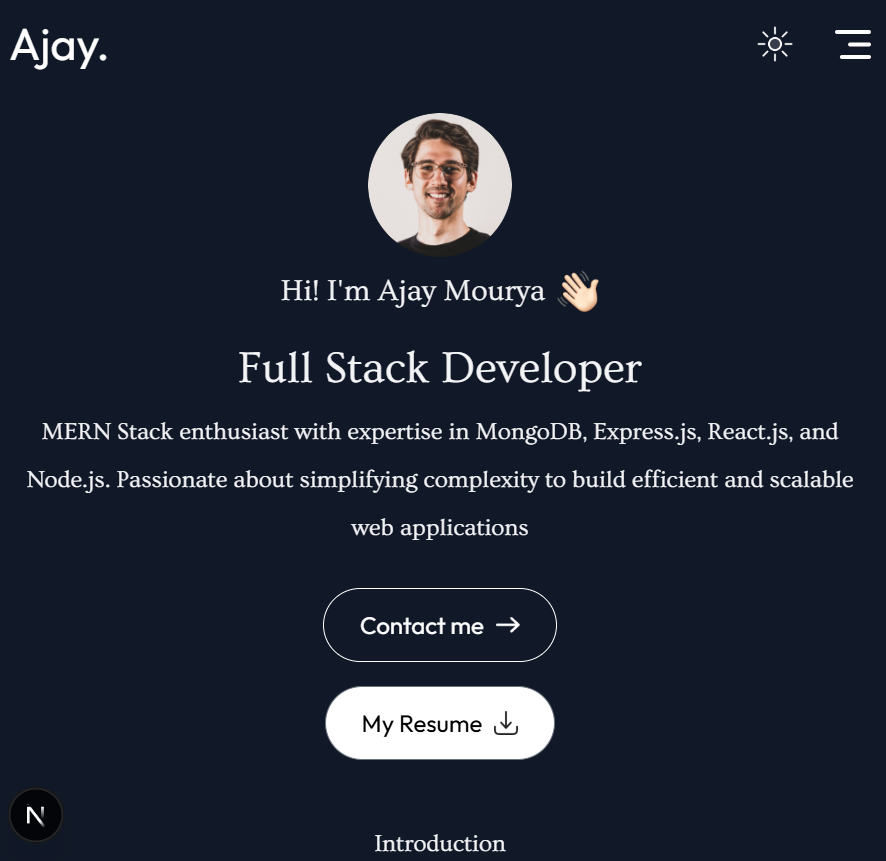 Ajay.
Hi! I'm Ajay Mourya
Full Stack Developer
MERN Stack enthusiast with expertise in MongoDB, Express.js, React.js, and
Node.js. Passionate about simplifying complexity to build efficient and scalable
web applications
Contact me
My Resume
N
Introduction